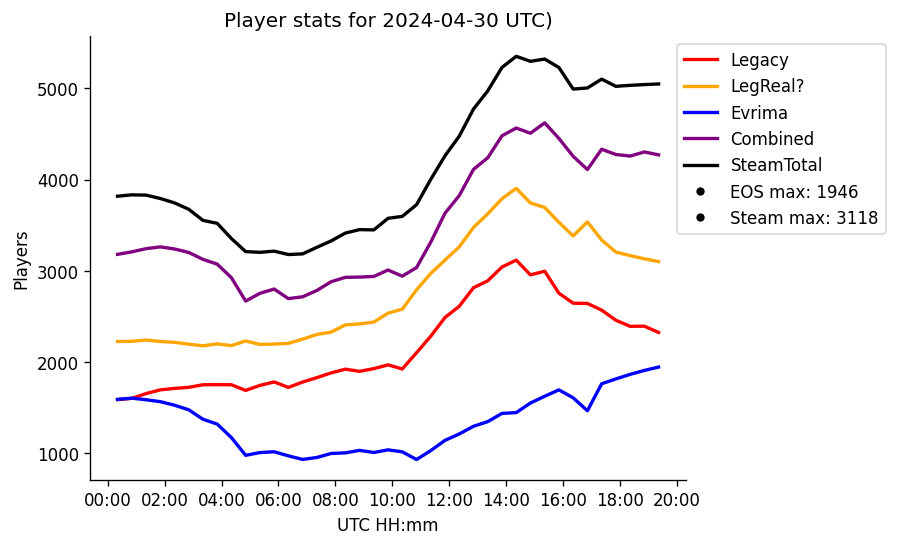 Player stats for 2024-04-30 UTC)
Players
5000
4000
3000
2000
1000
00:00 02:00 04:00 06:00 08:00 10:00 12:00 14:00 16:00 18:00 20:00
UTC HH:mm
Legacy
LegReal?
Evrima
Combined
SteamTotal
EOS max: 1946
Steam max: 3118